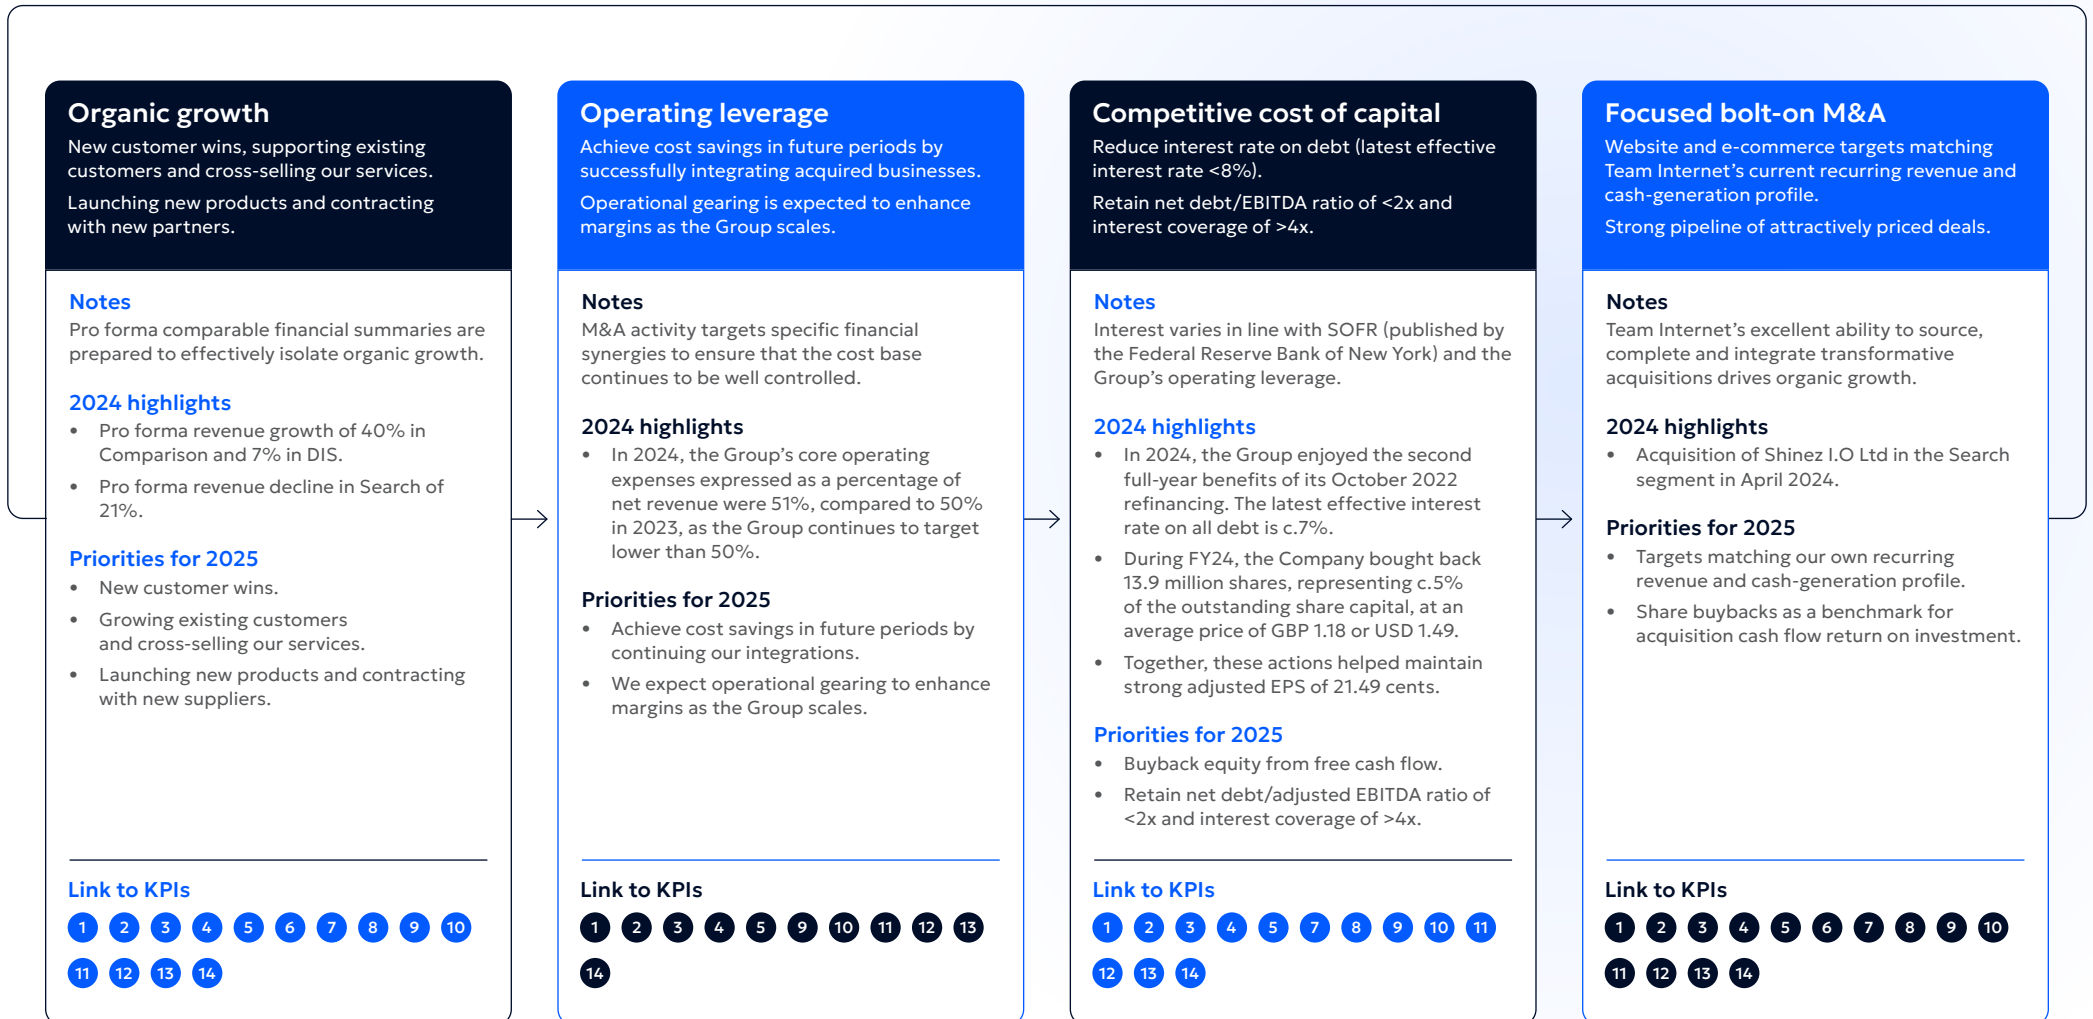 Organic growth
New customer wins, supporting existing
customers and cross-selling our services.
Launching new products and contracting
with new partners.
Notes
Pro forma comparable financial summaries are
prepared to effectively isolate organic growth.
2024 highlights
• Pro forma revenue growth of 40% in
Comparison and 7% in DIS.
• Pro forma revenue decline in Search of
21%.
Priorities for 2025
• New customer wins.
• Growing existing customers
and cross-selling our services.
• Launching new products and contracting
with new suppliers.
Link to KPIs
1 2 3 4 5 6 7 8 9 10
11 12 13 14
Operating leverage
Achieve cost savings in future periods by
successfully integrating acquired businesses.
Operational gearing is expected to enhance
margins as the Group scales.
Notes
M&A activity targets specific financial
synergies to ensure that the cost base
continues to be well controlled.
2024 highlights
• In 2024, the Group's core operating
expenses expressed as a percentage of
net revenue were 51%, compared to 50%
in 2023, as the Group continues to target
lower than 50%.
Priorities for 2025
• Achieve cost savings in future periods by
continuing our integrations.
• We expect operational gearing to enhance
margins as the Group scales.
Link to KPIs
1 2 3 4 5 9 10 11 12 13
14
Competitive cost of capital
Reduce interest rate on debt (latest effective
interest rate <8%).
Retain net debt/EBITDA ratio of <2x and
interest coverage of >4x.
Notes
Interest varies in line with SOFR (published by
the Federal Reserve Bank of New York) and the
Group's operating leverage.
2024 highlights
• In 2024, the Group enjoyed the second
full-year benefits of its October 2022
refinancing. The latest effective interest
rate on all debt is c.7%.
• During FY24, the Company bought back
13.9 million shares, representing c.5%
of the outstanding share capital, at an
average price of GBP 1.18 or USD 1.49.
• Together, these actions helped maintain
strong adjusted EPS of 21.49 cents.
Priorities for 2025
• Buyback equity from free cash flow.
• Retain net debt/adjusted EBITDA ratio of
<2x and interest coverage of >4x.
Link to KPIs
1 2 3 4 5 7 8 9 10 11
12 13 14
Focused bolt-on M&A
Website and e-commerce targets matching
Team Internet's current recurring revenue and
cash-generation profile.
Strong pipeline of attractively priced deals.
Notes
Team Internet's excellent ability to source,
complete and integrate transformative
acquisitions drives organic growth.
2024 highlights
• Acquisition of Shinez I.O Ltd in the Search
segment in April 2024.
Priorities for 2025
• Targets matching our own recurring
revenue and cash-generation profile.
• Share buybacks as a benchmark for
acquisition cash flow return on investment.
Link to KPIs
1 2 3 4 5 6 7 8 9 10
11 12 13 14